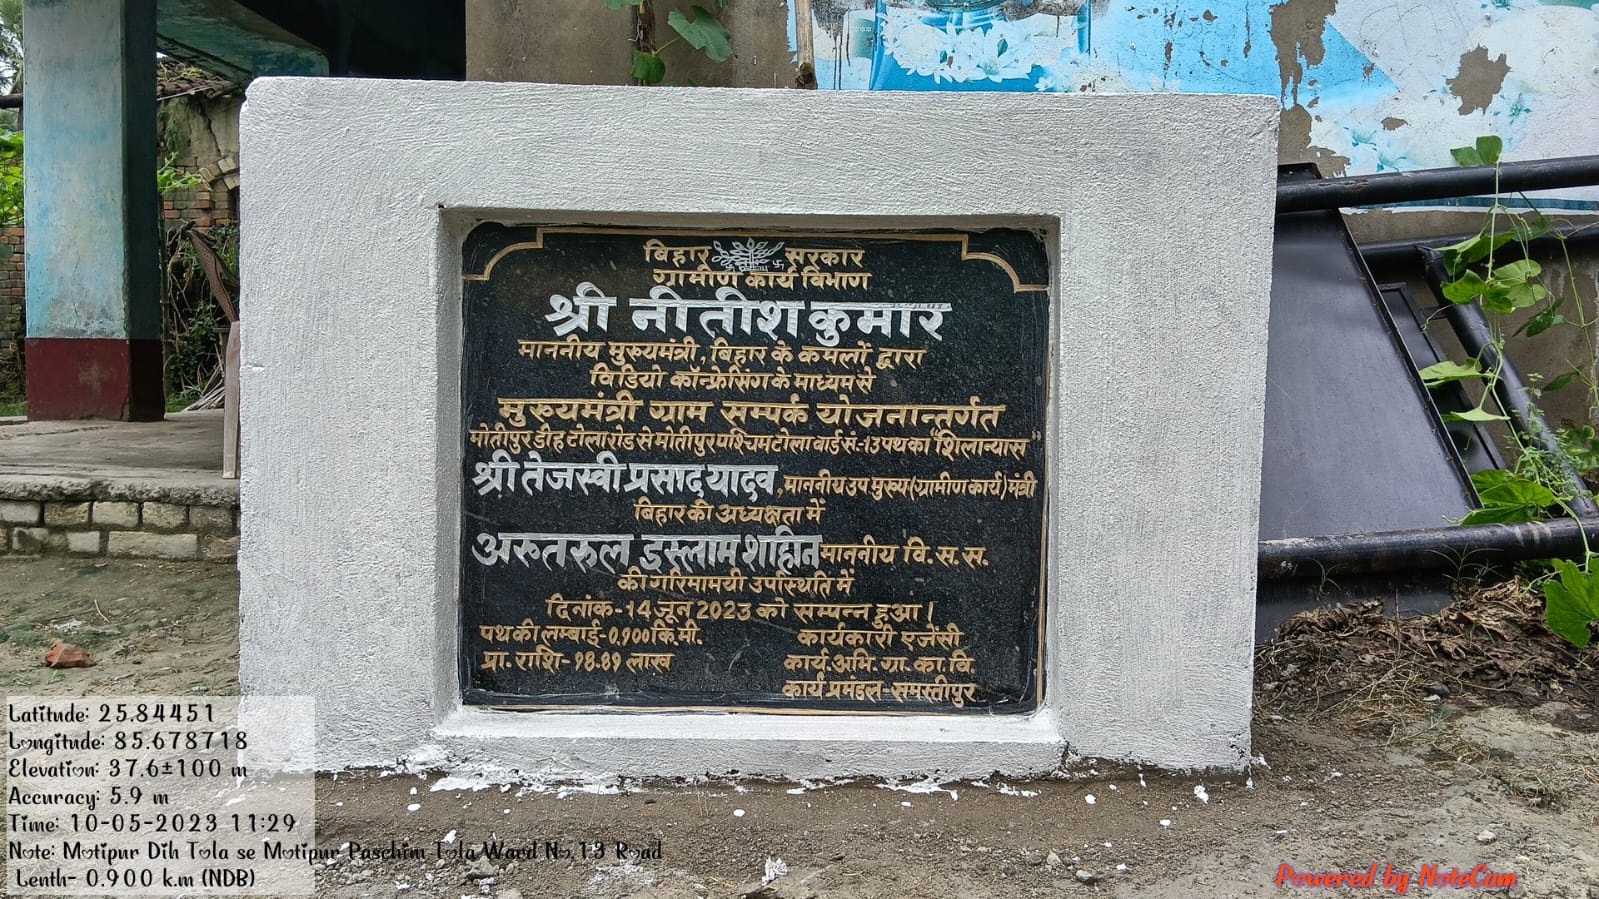 बिहार सरकार
ग्रामीण कार्य विभाग
श्री नीतीश कुमार
माननीय मुख्यमंत्री, बिहार के कमलों द्वारा
विडियो कॉन्फ्रेसिंग के माध्यम से
मुख्यमंत्री ग्राम सम्पर्क योजनान्तर्गत
मोतीपुर डीह टोला रोड से मोतीपुर पश्चिम टोला वार्ड सं.-13 पथ का "शिलान्यास"
श्री तेजस्वी प्रसाद यादव, माननीय उप मुख्य (ग्रामीण कार्य) मंत्री
बिहार की अध्यक्षता में
अख्तरुल इस्लाम शाहिन माननीय वि. स. स.
की गरिमामयी उपस्थिति में
दिनांक-14 जून 2023 को सम्पन्न हुआ।
पथ की लम्बाई-0.900 कि.मी. कार्यकारी एजेंसी
प्रा. राशि-98.89 लाख कार्य. अभि. ग्रा. का. वि.
कार्य प्रमंडल-समस्तीपुर
Latitude: 25.84451
Longitude: 85.678718
Elevation: 37.6±100 m
Accuracy: 5.9 m
Time: 10-05-2023 11:29
Note: Motipur Dih Tola se Motipur Paschim Tola Ward No.13 Road
Lenth- 0.900 k.m (NDB)
Powered by NoteCam